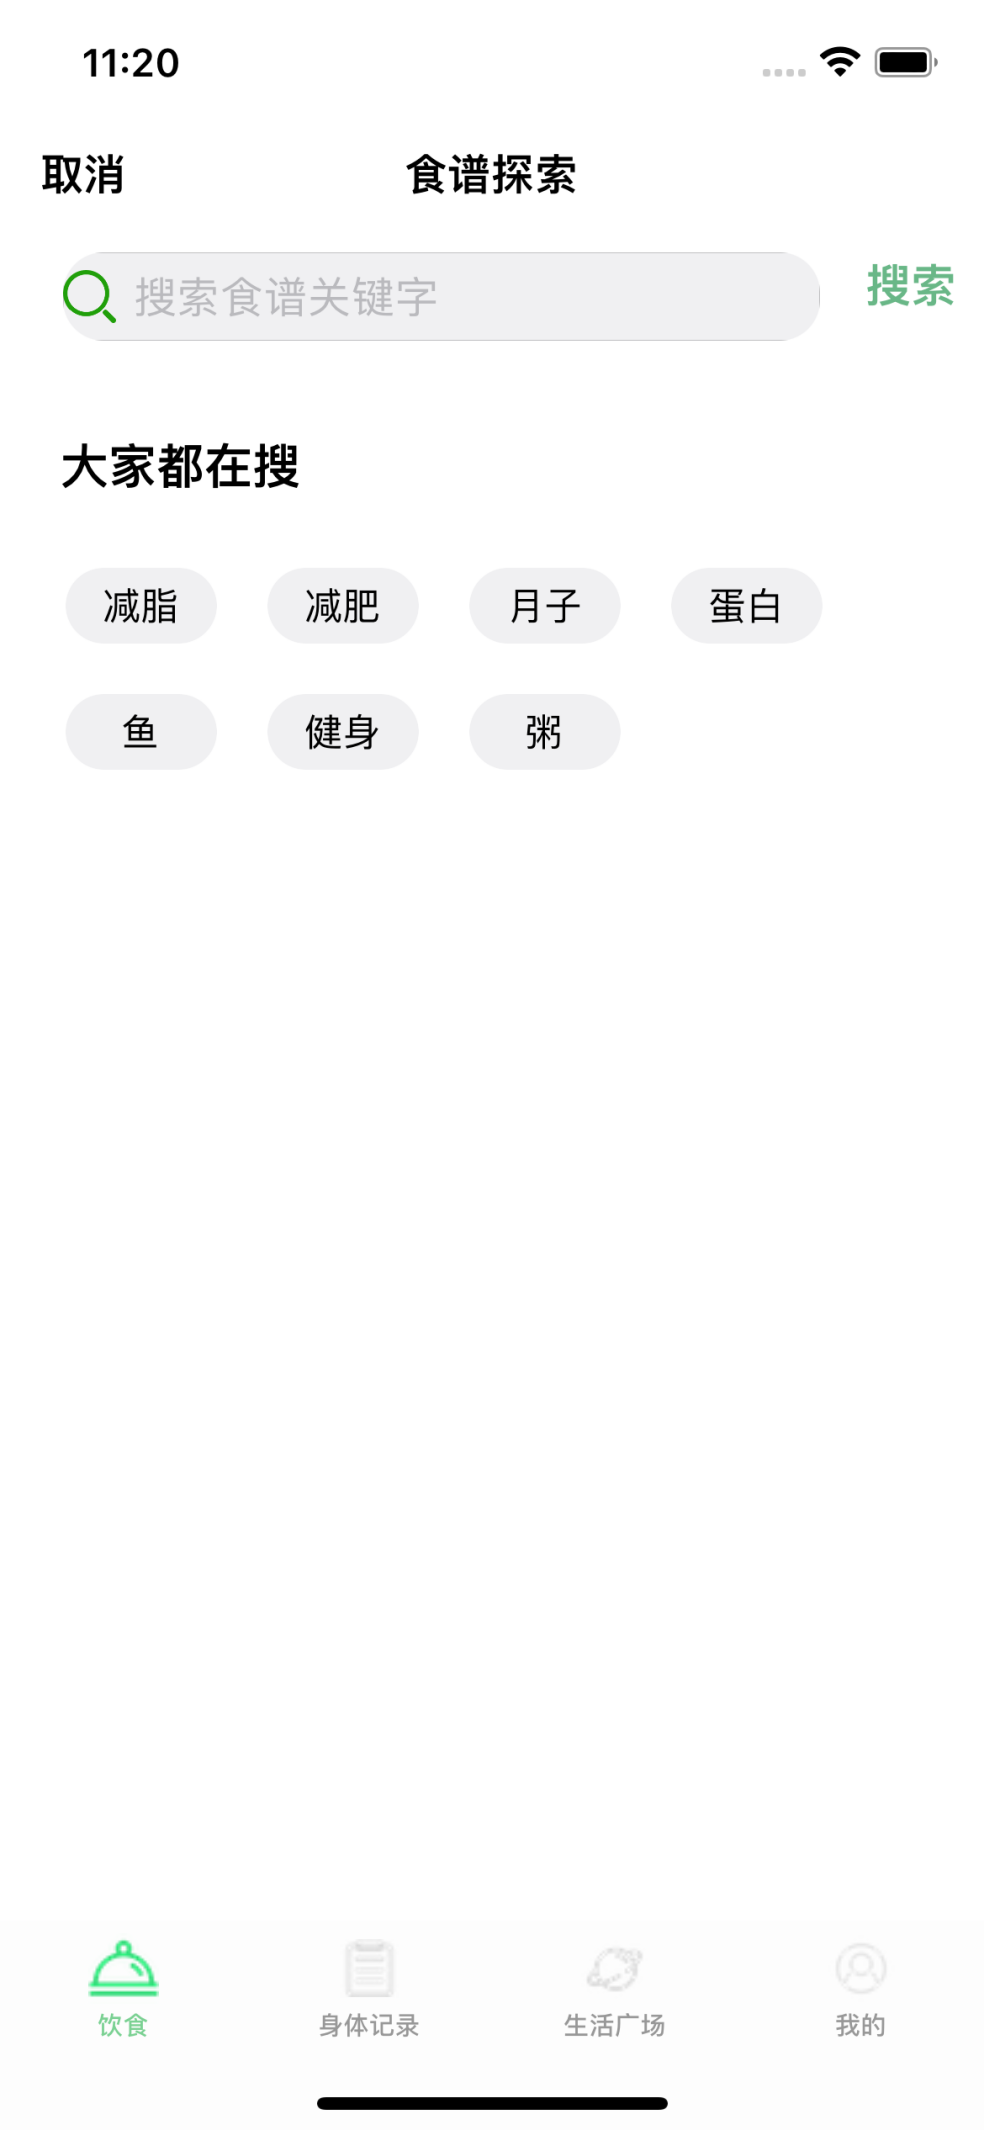 11:20
取消 食谱探索
搜索食谱关键字 搜索
大家都在搜
减脂 减肥 月子 蛋白
鱼 健身 粥
饮食 身体记录 生活广场 我的